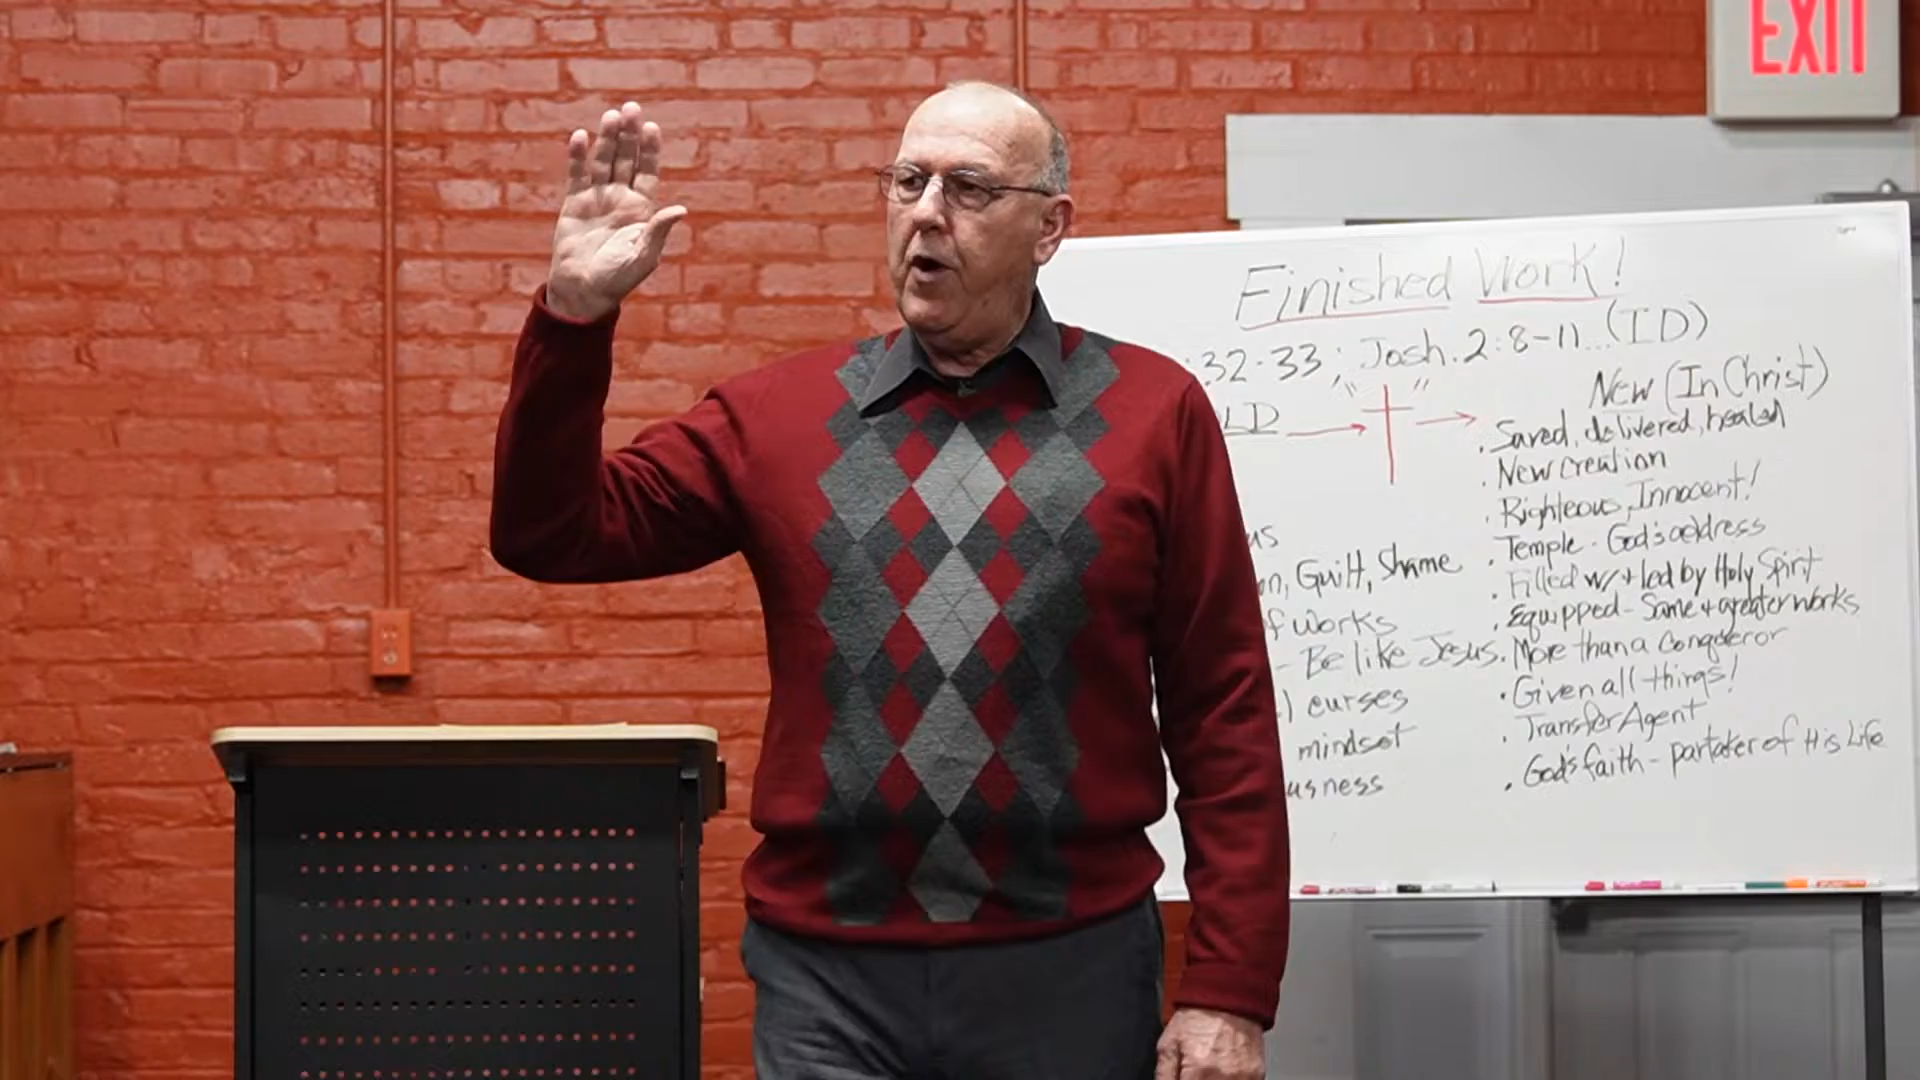 EXIT
Finished Work!
32-33; Josh. 2:8-11...(ID)
LD
New (In Christ)
us
on, Guilt, Shame
f works
- Be like Jesus
) curses
mindset
usness
• Saved, delivered, healed
• New creation
• Righteous, Innocent!
• Temple - God's address
• Filled w/ + led by Holy Spirit
• Equipped - Same + greater works
• More than a conqueror
• Given all things!
• Transfer Agent
• God's faith - partaker of His Life